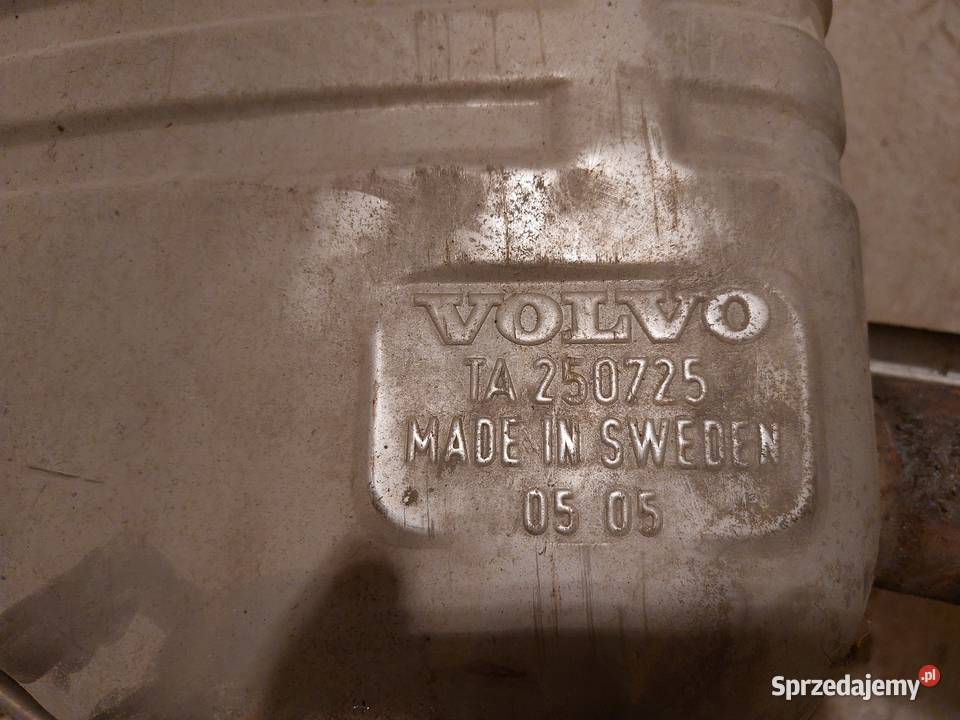 VOLVO
TA 250725
MADE IN SWEDEN
05 05
Sprzedajemy.pl